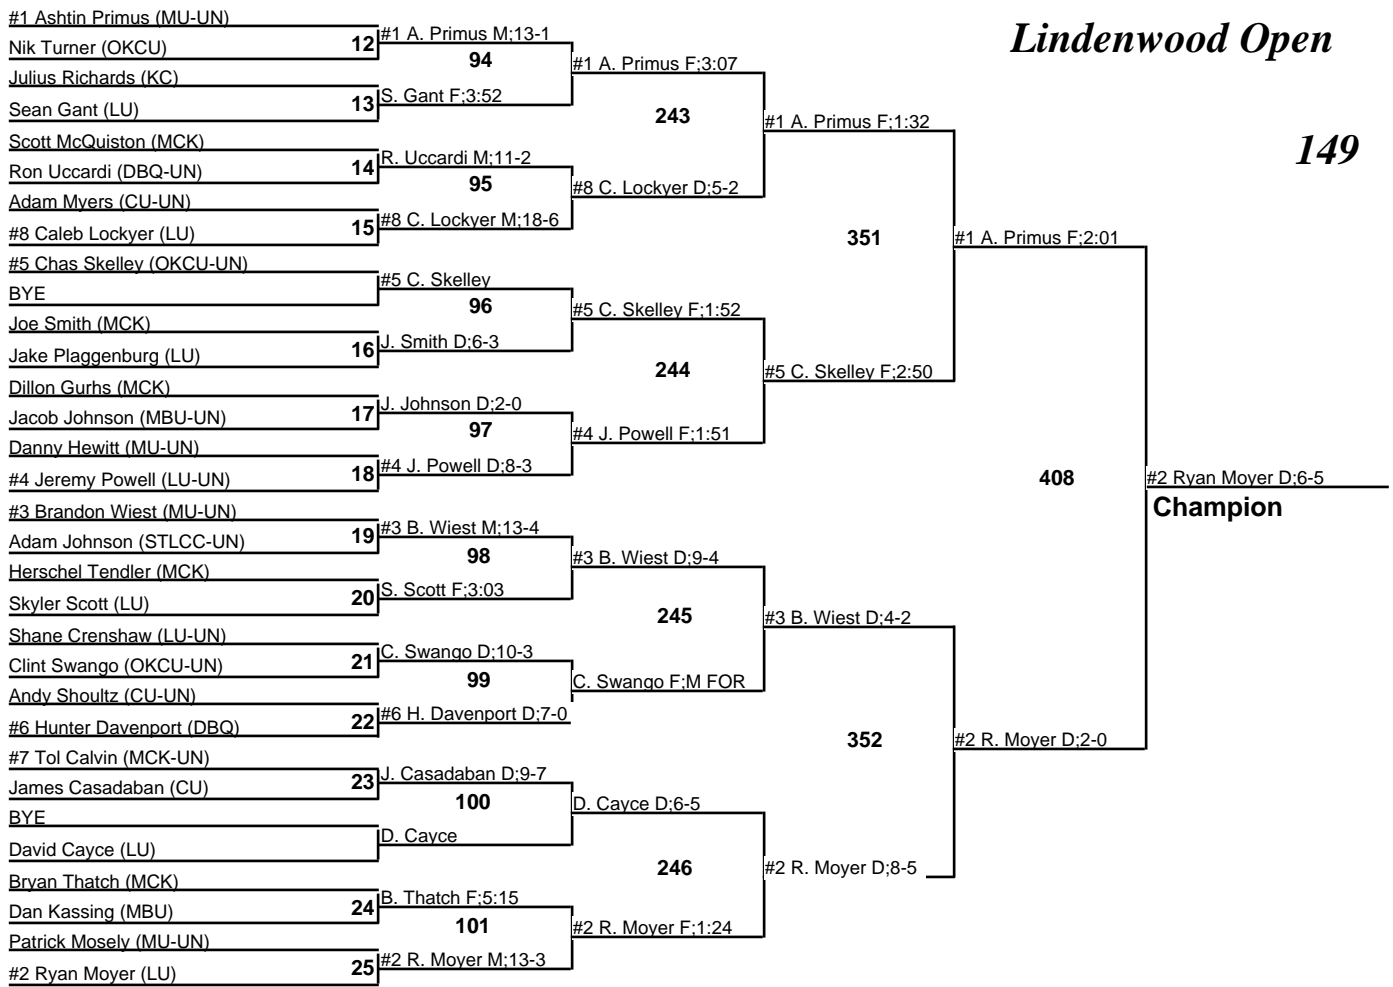 Lindenwood Open
149
#1 Ashtin Primus (MU-UN)
Nik Turner (OKCU)
Julius Richards (KC)
Sean Gant (LU)
Scott McQuiston (MCK)
Ron Uccardi (DBQ-UN)
Adam Myers (CU-UN)
#8 Caleb Lockyer (LU)
#5 Chas Skelley (OKCU-UN)
BYE
Joe Smith (MCK)
Jake Plaggenburg (LU)
Dillon Gurhs (MCK)
Jacob Johnson (MBU-UN)
Danny Hewitt (MU-UN)
#4 Jeremy Powell (LU-UN)
#3 Brandon Wiest (MU-UN)
Adam Johnson (STLCC-UN)
Herschel Tendler (MCK)
Skyler Scott (LU)
Shane Crenshaw (LU-UN)
Clint Swango (OKCU-UN)
Andy Shoultz (CU-UN)
#6 Hunter Davenport (DBQ)
#7 Tol Calvin (MCK-UN)
James Casadaban (CU)
BYE
David Cayce (LU)
Bryan Thatch (MCK)
Dan Kassing (MBU)
Patrick Mosely (MU-UN)
#2 Ryan Moyer (LU)
12
13
14
15
16
17
18
19
20
21
22
23
24
25
#1 A. Primus M;13-1
S. Gant F;3:52
R. Uccardi M;11-2
#8 C. Lockyer M;18-6
#5 C. Skelley
J. Smith D;6-3
J. Johnson D;2-0
#4 J. Powell D;8-3
#3 B. Wiest M;13-4
S. Scott F;3:03
C. Swango D;10-3
#6 H. Davenport D;7-0
J. Casadaban D;9-7
D. Cayce
B. Thatch F;5:15
#2 R. Moyer M;13-3
94
95
96
97
98
99
100
101
#1 A. Primus F;3:07
#8 C. Lockyer D;5-2
#5 C. Skelley F;1:52
#4 J. Powell F;1:51
#3 B. Wiest D;9-4
C. Swango F;M FOR
D. Cayce D;6-5
#2 R. Moyer F;1:24
243
244
245
246
#1 A. Primus F;1:32
#5 C. Skelley F;2:50
#3 B. Wiest D;4-2
#2 R. Moyer D;8-5
351
352
#1 A. Primus F;2:01
#2 R. Moyer D;2-0
408
#2 Ryan Moyer D;6-5
Champion